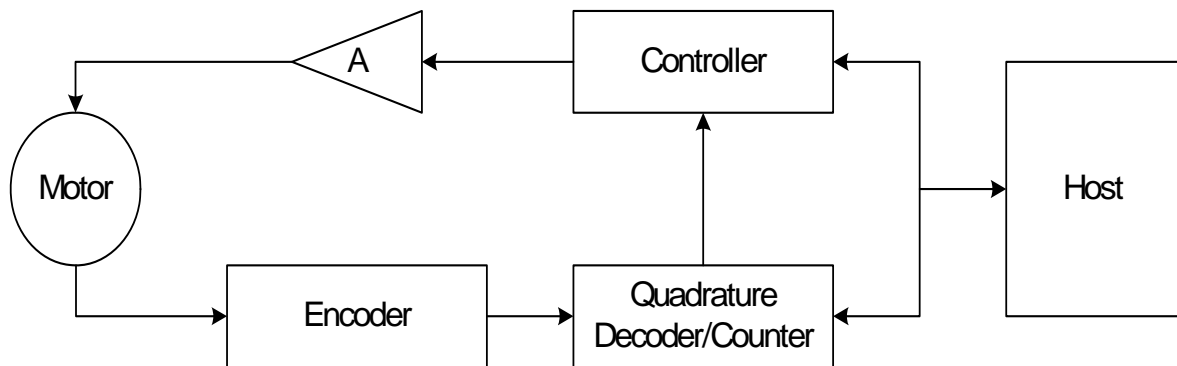 A
Controller
Motor
Host
Encoder
Quadrature
Decoder/Counter